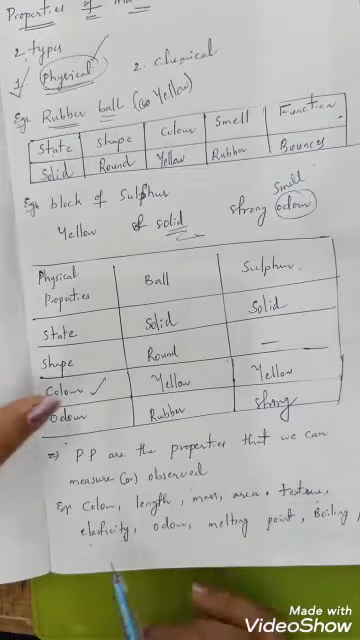 Properties of
2 types
1. Physical
2. Chemical
Eg: Rubber ball (Yellow)
State Shape Colour Smell Function
Solid Round Yellow Rubber Bounces
Eg: block of Sulphur
Smell
Yellow solid strong odour
Physical Properties Ball Sulphur
State Solid Solid
Shape Round —
Colour ✓ Yellow Yellow
Odour Rubber Strong
=> PP are the properties that we can
measure (or) observed
Eg: Colour, length, mass, area, texture,
elasticity, odour, melting point, Boiling
Made with
VideoShow